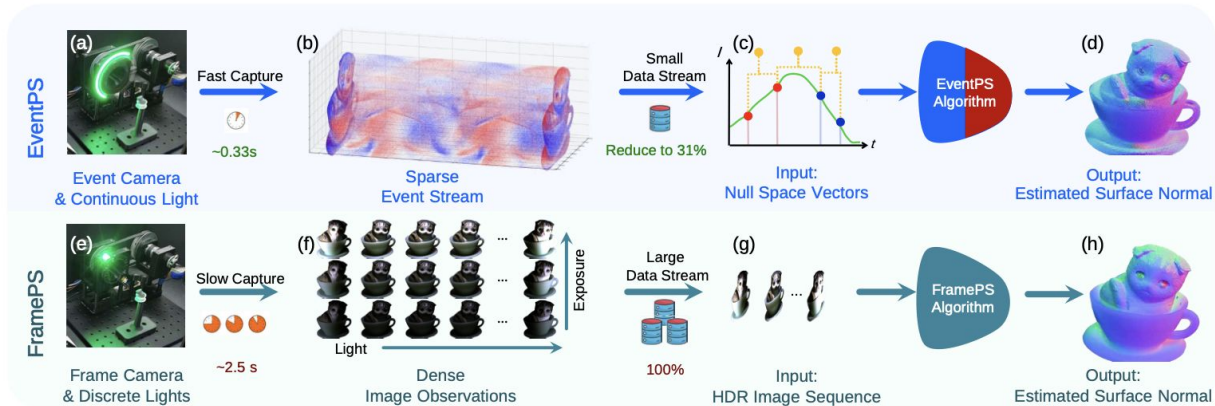 EventPS
(a)
Fast Capture
~0.33s
Event Camera
& Continuous Light
(b)
Sparse
Event Stream
Small
Data Stream
Reduce to 31%
(c)
I
t
Input:
Null Space Vectors
EventPS
Algorithm
(d)
Output:
Estimated Surface Normal
FramePS
(e)
Slow Capture
~2.5 s
Frame Camera
& Discrete Lights
(f)
...
...
...
Exposure
Light
Dense
Image Observations
Large
Data Stream
100%
(g)
...
Input:
HDR Image Sequence
FramePS
Algorithm
(h)
Output:
Estimated Surface Normal